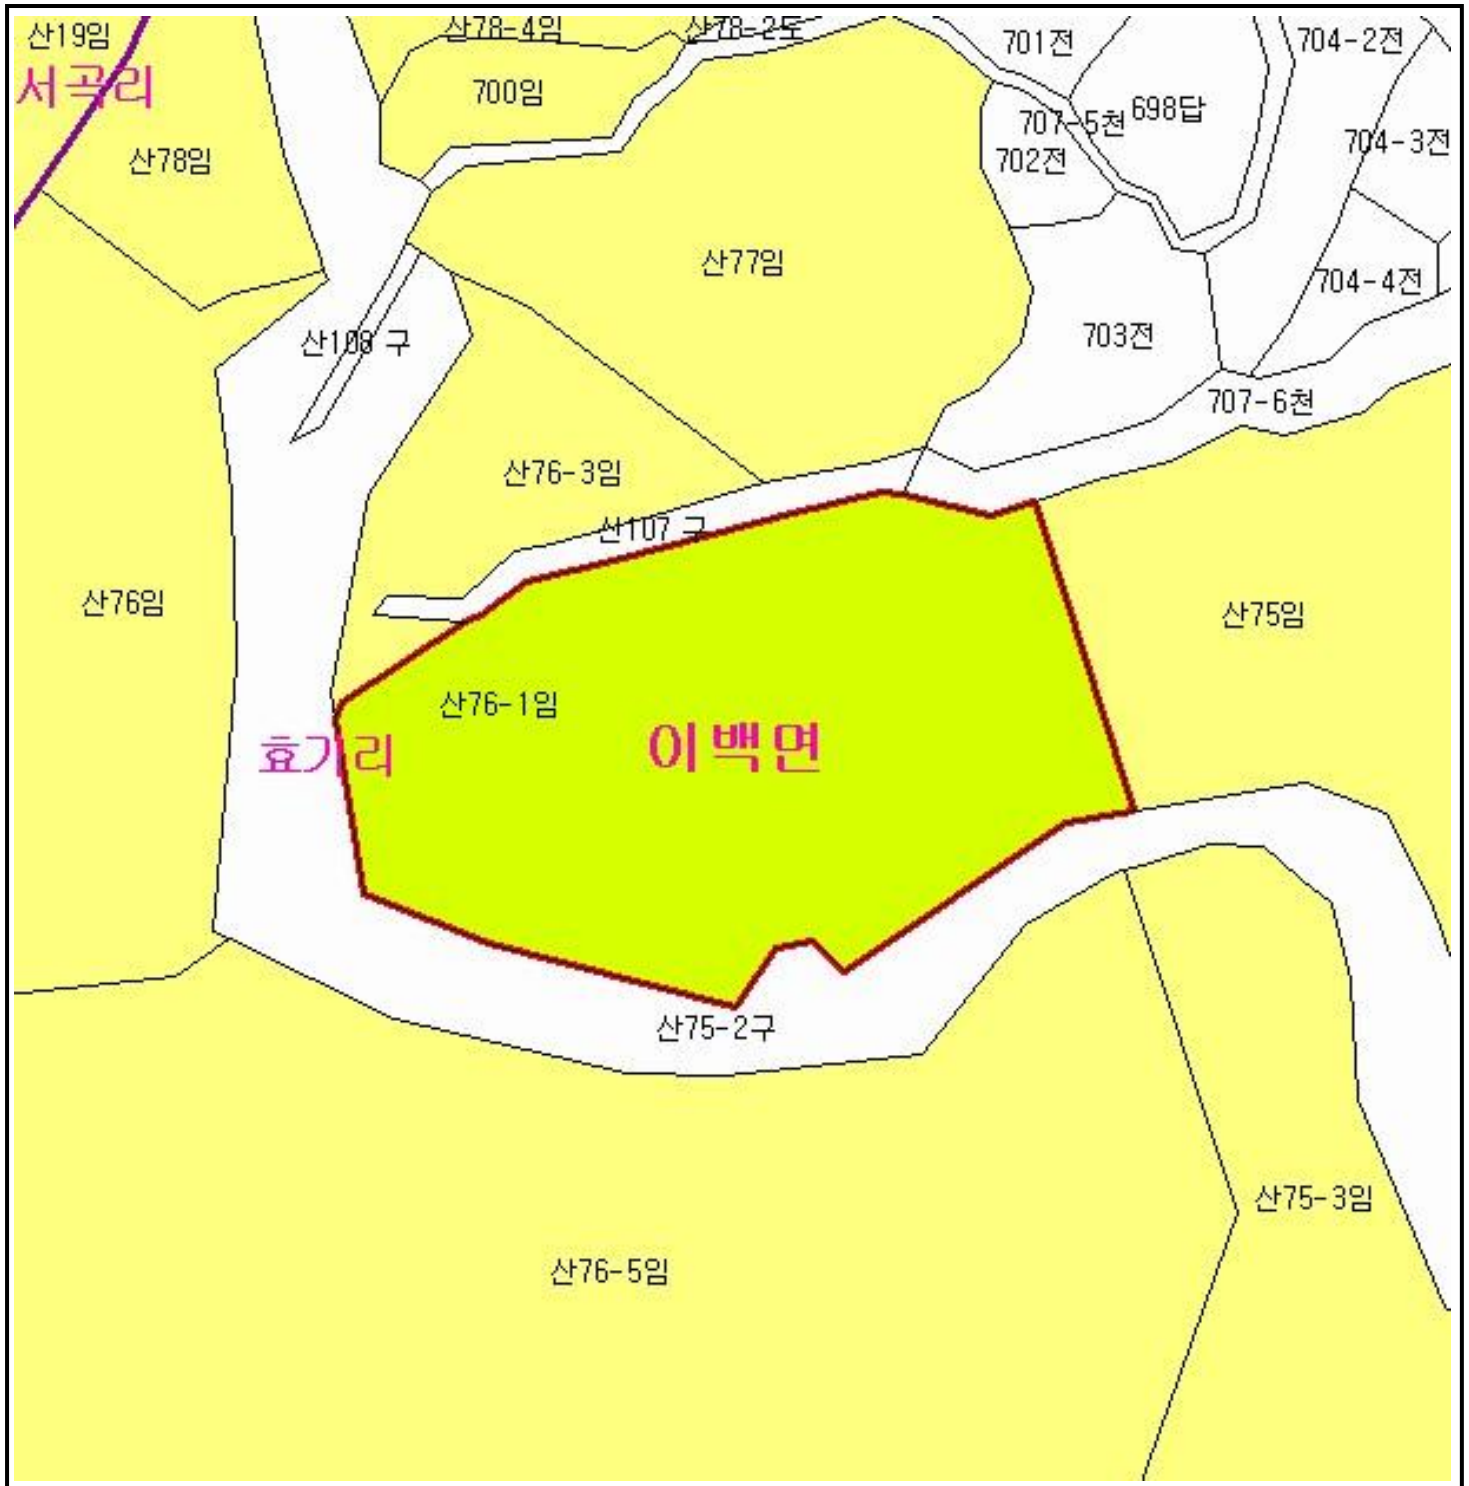 산19임
산78-4임
산78-2도
701전
704-2전
서곡리
700임
698답
707-5천
704-3전
산78임
702전
산77임
704-4전
산108 구
703전
707-6천
산76-3임
산107 구
산76임
산75임
산76-1임
이백면
효기리
산75-2구
산75-3임
산76-5임